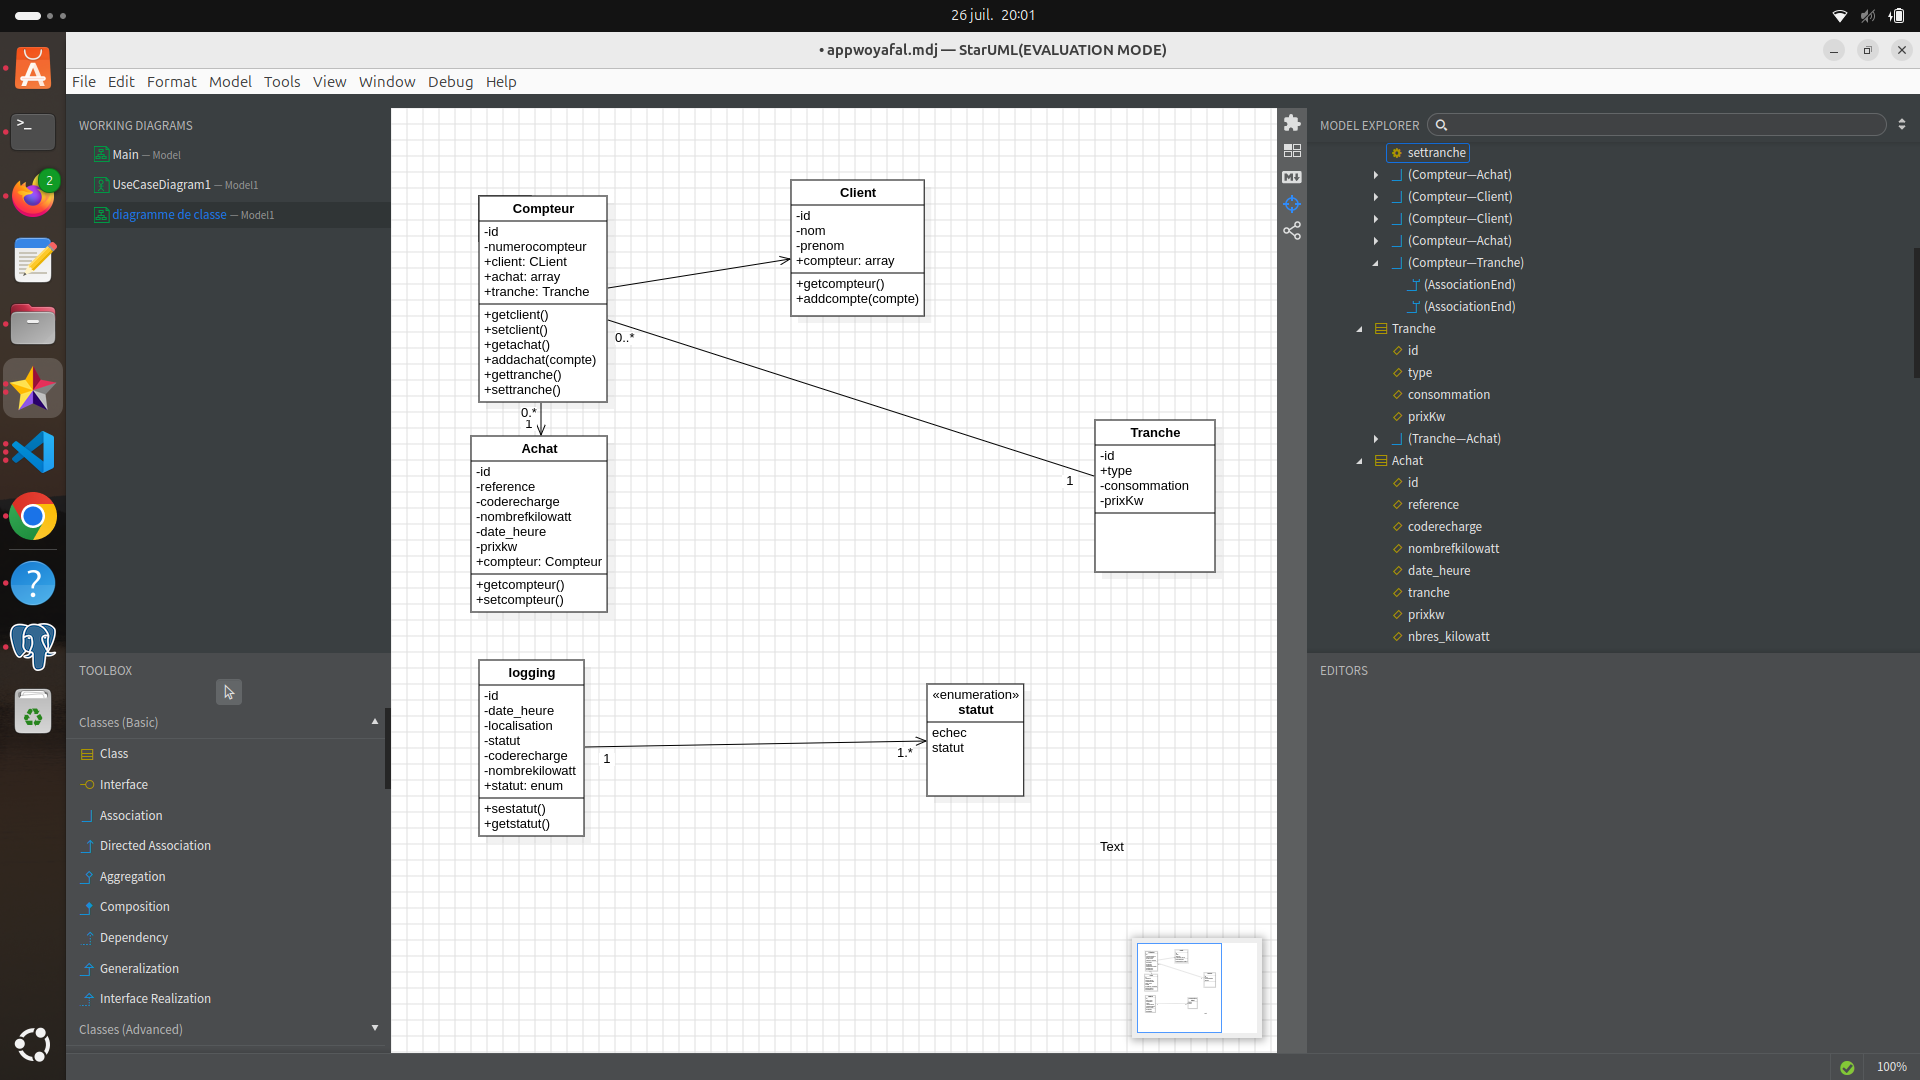 26 juil. 20:01
• appwoyafal.mdj — StarUML(EVALUATION MODE)
File Edit Format Model Tools View Window Debug Help
WORKING DIAGRAMS
Main — Model
UseCaseDiagram1 — Model1
diagramme de classe — Model1
TOOLBOX
Classes (Basic)
Class
Interface
Association
Directed Association
Aggregation
Composition
Dependency
Generalization
Interface Realization
Classes (Advanced)
Compteur
-id
-numerocompteur
+client: CLient
+achat: array
+tranche: Tranche
+getclient()
+setclient()
+getachat()
+addachat(compte)
+gettranche()
+settranche()
0..*
0.*
1
Client
-id
-nom
-prenom
+compteur: array
+getcompteur()
+addcompte(compte)
Achat
-id
-reference
-coderecharge
-nombrefkilowatt
-date_heure
-prixkw
+compteur: Compteur
+getcompteur()
+setcompteur()
Tranche
-id
+type
-consommation
-prixKw
1
logging
-id
-date_heure
-localisation
-statut
-coderecharge
-nombrekilowatt
+statut: enum
+sestatut()
+getstatut()
1
1.*
«enumeration»
statut
echec
statut
Text
MODEL EXPLORER
settranche
(Compteur—Achat)
(Compteur—Client)
(Compteur—Client)
(Compteur—Achat)
(Compteur—Tranche)
(AssociationEnd)
(AssociationEnd)
Tranche
id
type
consommation
prixKw
(Tranche—Achat)
Achat
id
reference
coderecharge
nombrefkilowatt
date_heure
tranche
prixkw
nbres_kilowatt
EDITORS
100%
2
M↓
>_
?